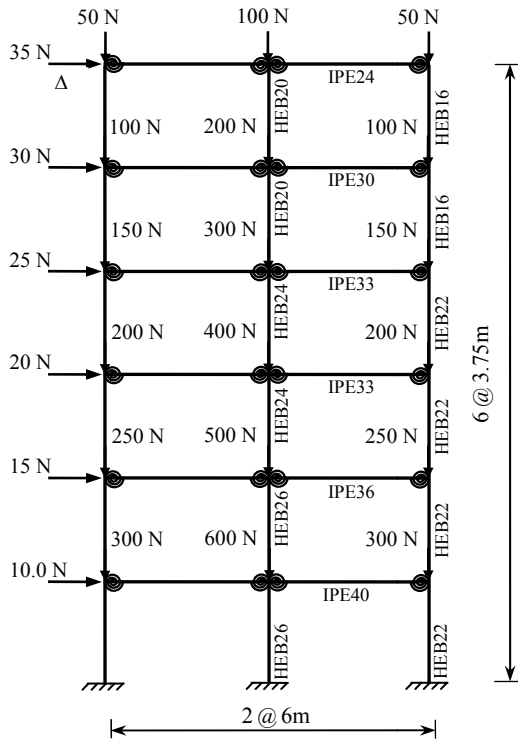 50 N 100 N 50 N
35 N
Δ
IPE24
HEB20
HEB16
100 N 200 N 100 N
30 N
IPE30
HEB20
HEB16
150 N 300 N 150 N
25 N
IPE33
HEB24
HEB22
200 N 400 N 200 N
20 N
IPE33
HEB24
HEB22
250 N 500 N 250 N
15 N
IPE36
HEB26
HEB22
300 N 600 N 300 N
10.0 N
IPE40
HEB26
HEB22
6 @ 3.75m
2 @ 6m